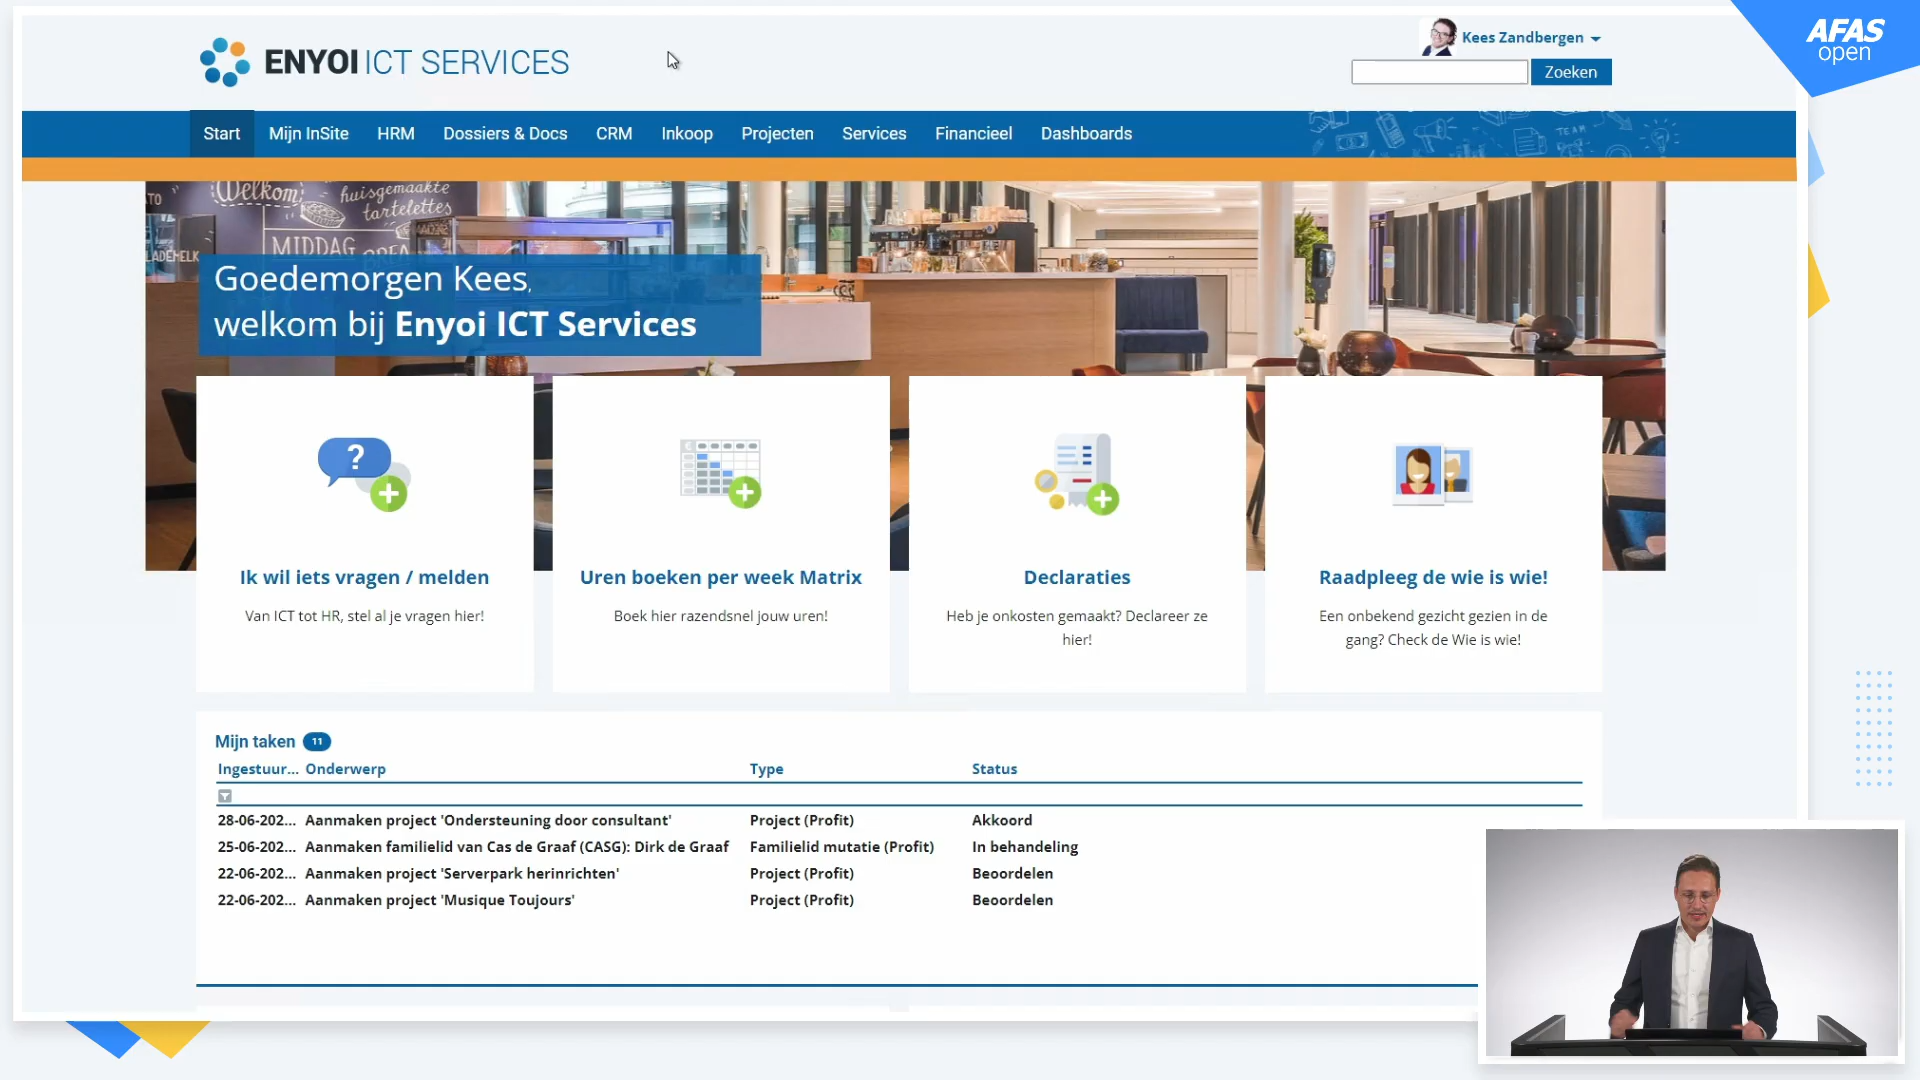 ENYOI ICT SERVICES
Kees Zandbergen
Zoeken
AFAS
open
Start Mijn InSite HRM Dossiers & Docs CRM Inkoop Projecten Services Financieel Dashboards
TEAM
Welkom
huisgemaakte
tartelettes
MIDDAG
Goedemorgen Kees,
welkom bij Enyoi ICT Services
?
Ik wil iets vragen / melden
Van ICT tot HR, stel al je vragen hier!
Uren boeken per week Matrix
Boek hier razendsnel jouw uren!
Declaraties
Heb je onkosten gemaakt? Declareer ze
hier!
Raadpleeg de wie is wie!
Een onbekend gezicht gezien in de
gang? Check de Wie is wie!
Mijn taken 11
Ingestuur... Onderwerp Type Status
28-06-202... Aanmaken project 'Ondersteuning door consultant' Project (Profit) Akkoord
25-06-202... Aanmaken familielid van Cas de Graaf (CASG): Dirk de Graaf Familielid mutatie (Profit) In behandeling
22-06-202... Aanmaken project 'Serverpark herinrichten' Project (Profit) Beoordelen
22-06-202... Aanmaken project 'Musique Toujours' Project (Profit) Beoordelen